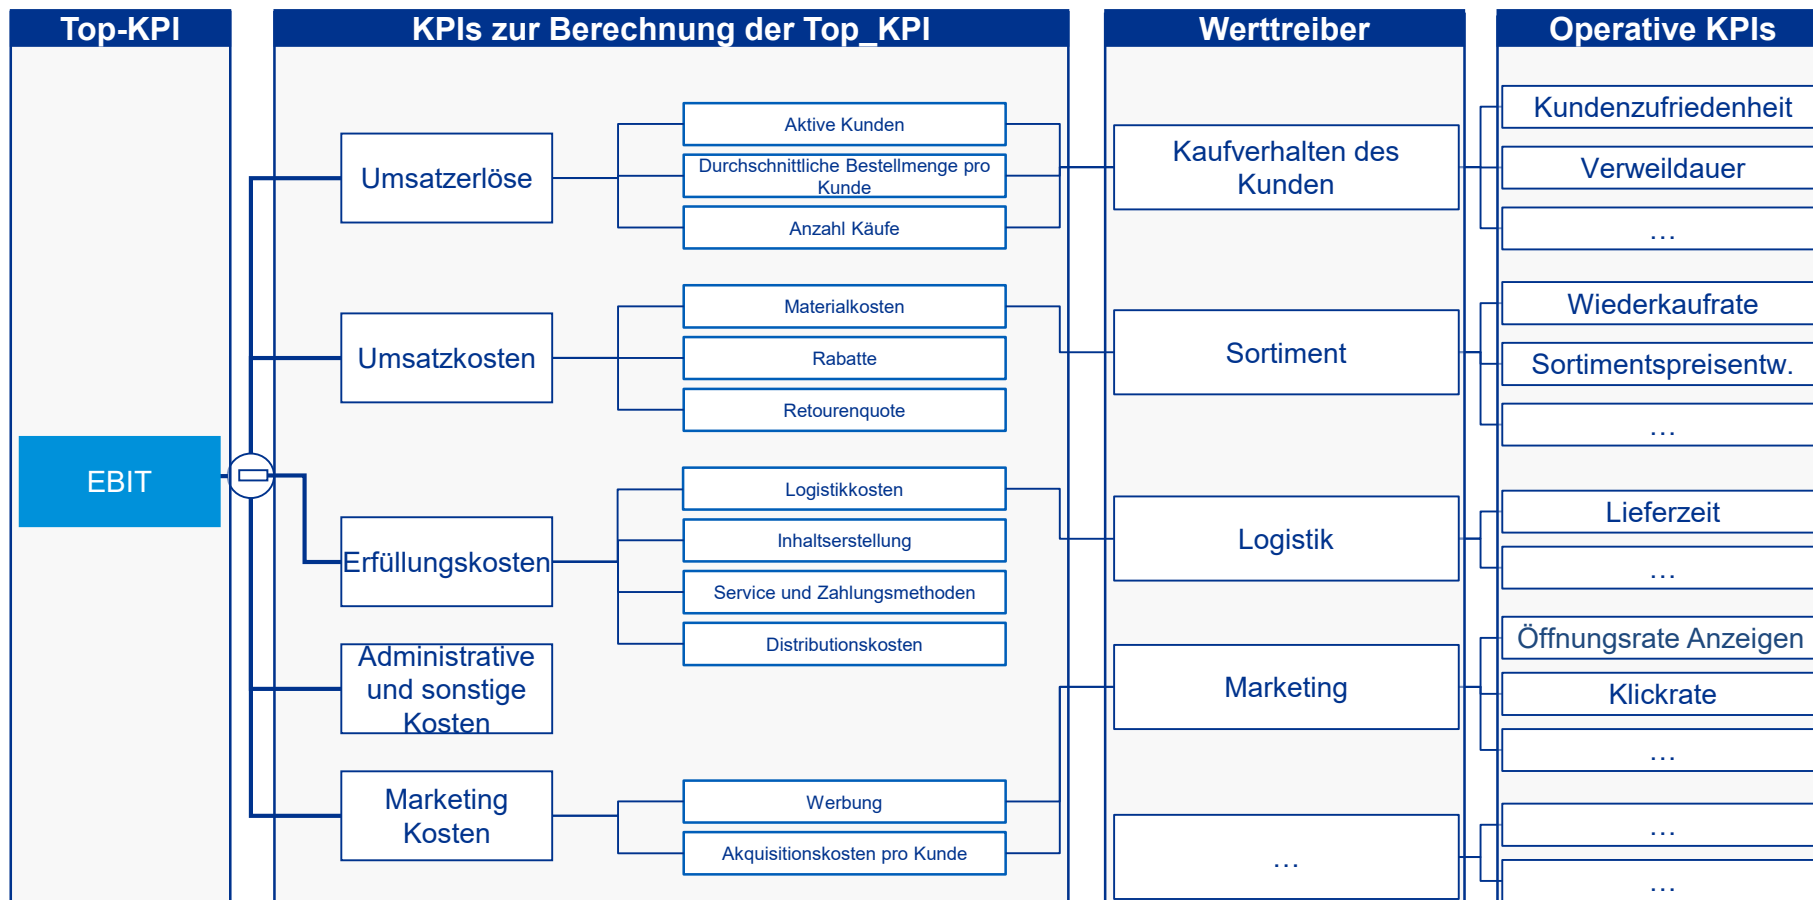 Top-KPI
KPIs zur Berechnung der Top_KPI
Werttreiber
Operative KPIs
EBIT
Umsatzerlöse
Umsatzkosten
Erfüllungskosten
Administrative
und sonstige
Kosten
Marketing
Kosten
Aktive Kunden
Durchschnittliche Bestellmenge pro
Kunde
Anzahl Käufe
Materialkosten
Rabatte
Retourenquote
Logistikkosten
Inhaltserstellung
Service und Zahlungsmethoden
Distributionskosten
Werbung
Akquisitionskosten pro Kunde
Kaufverhalten des
Kunden
Sortiment
Logistik
Marketing
...
Kundenzufriedenheit
Verweildauer
...
Wiederkaufrate
Sortimentspreisentw.
...
Lieferzeit
...
Öffnungsrate Anzeigen
Klickrate
...
...
...